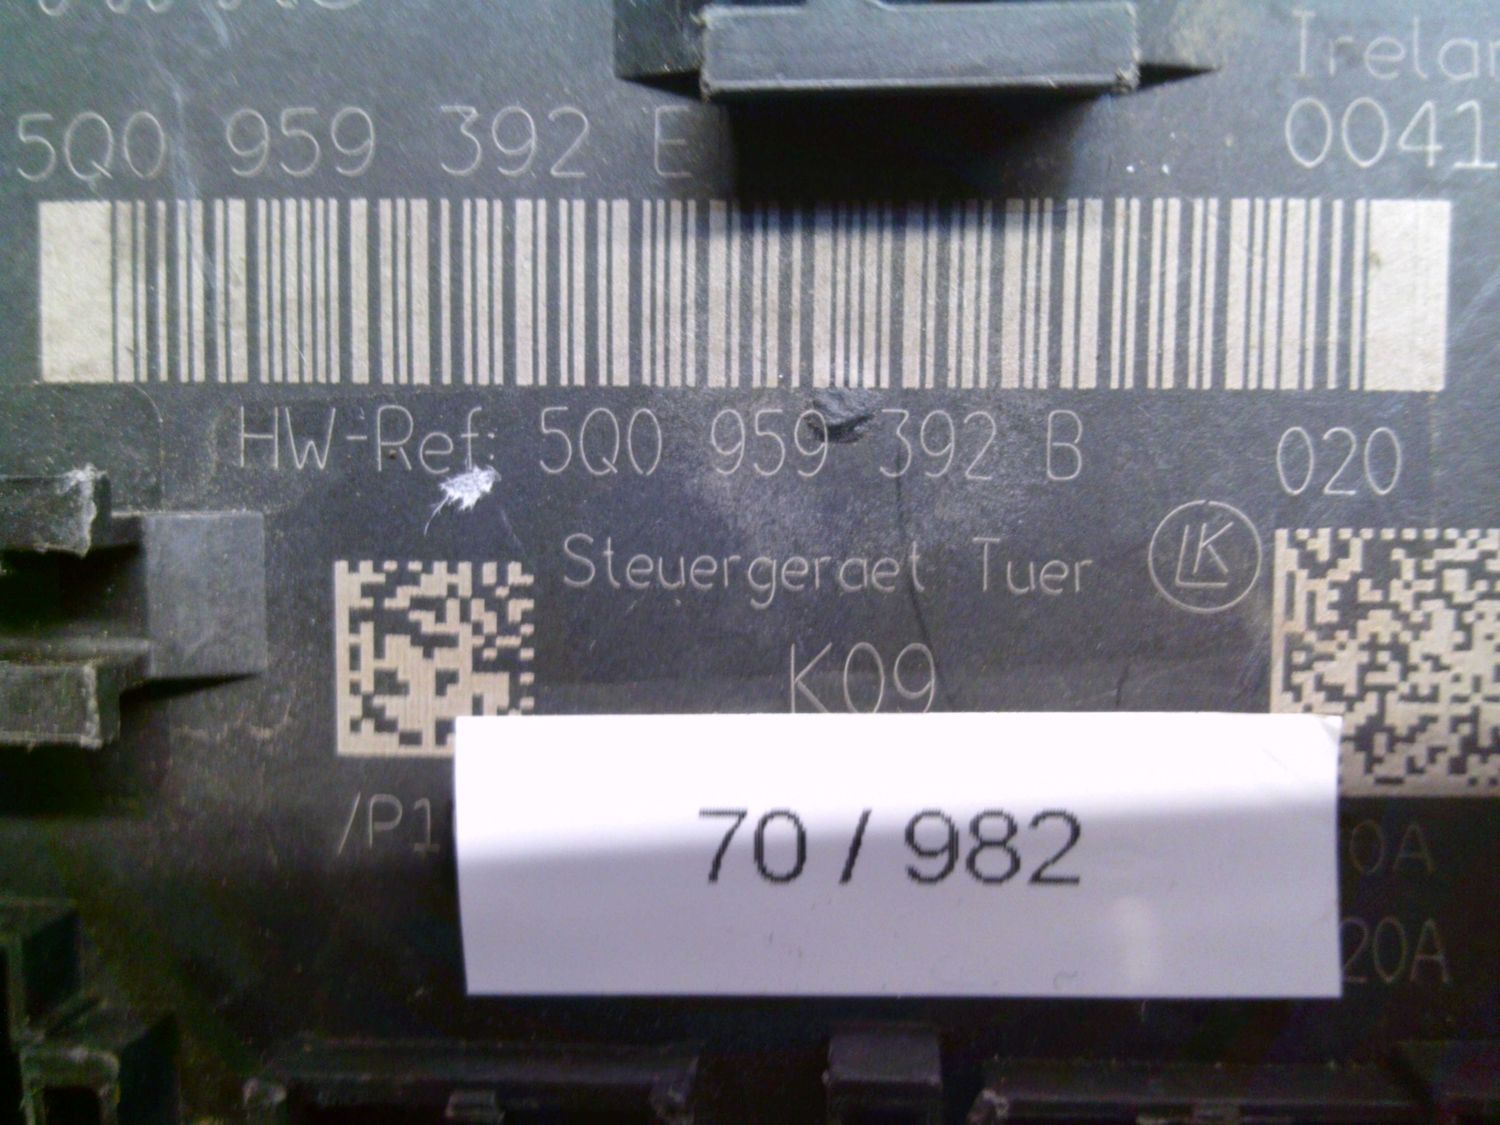 Irelan
5Q0 959 392 E
0041
HW-Ref: 5Q0 959 392 B
020
Steuergeraet Tuer
LK
K09
/P1
70 / 982
0A
20A